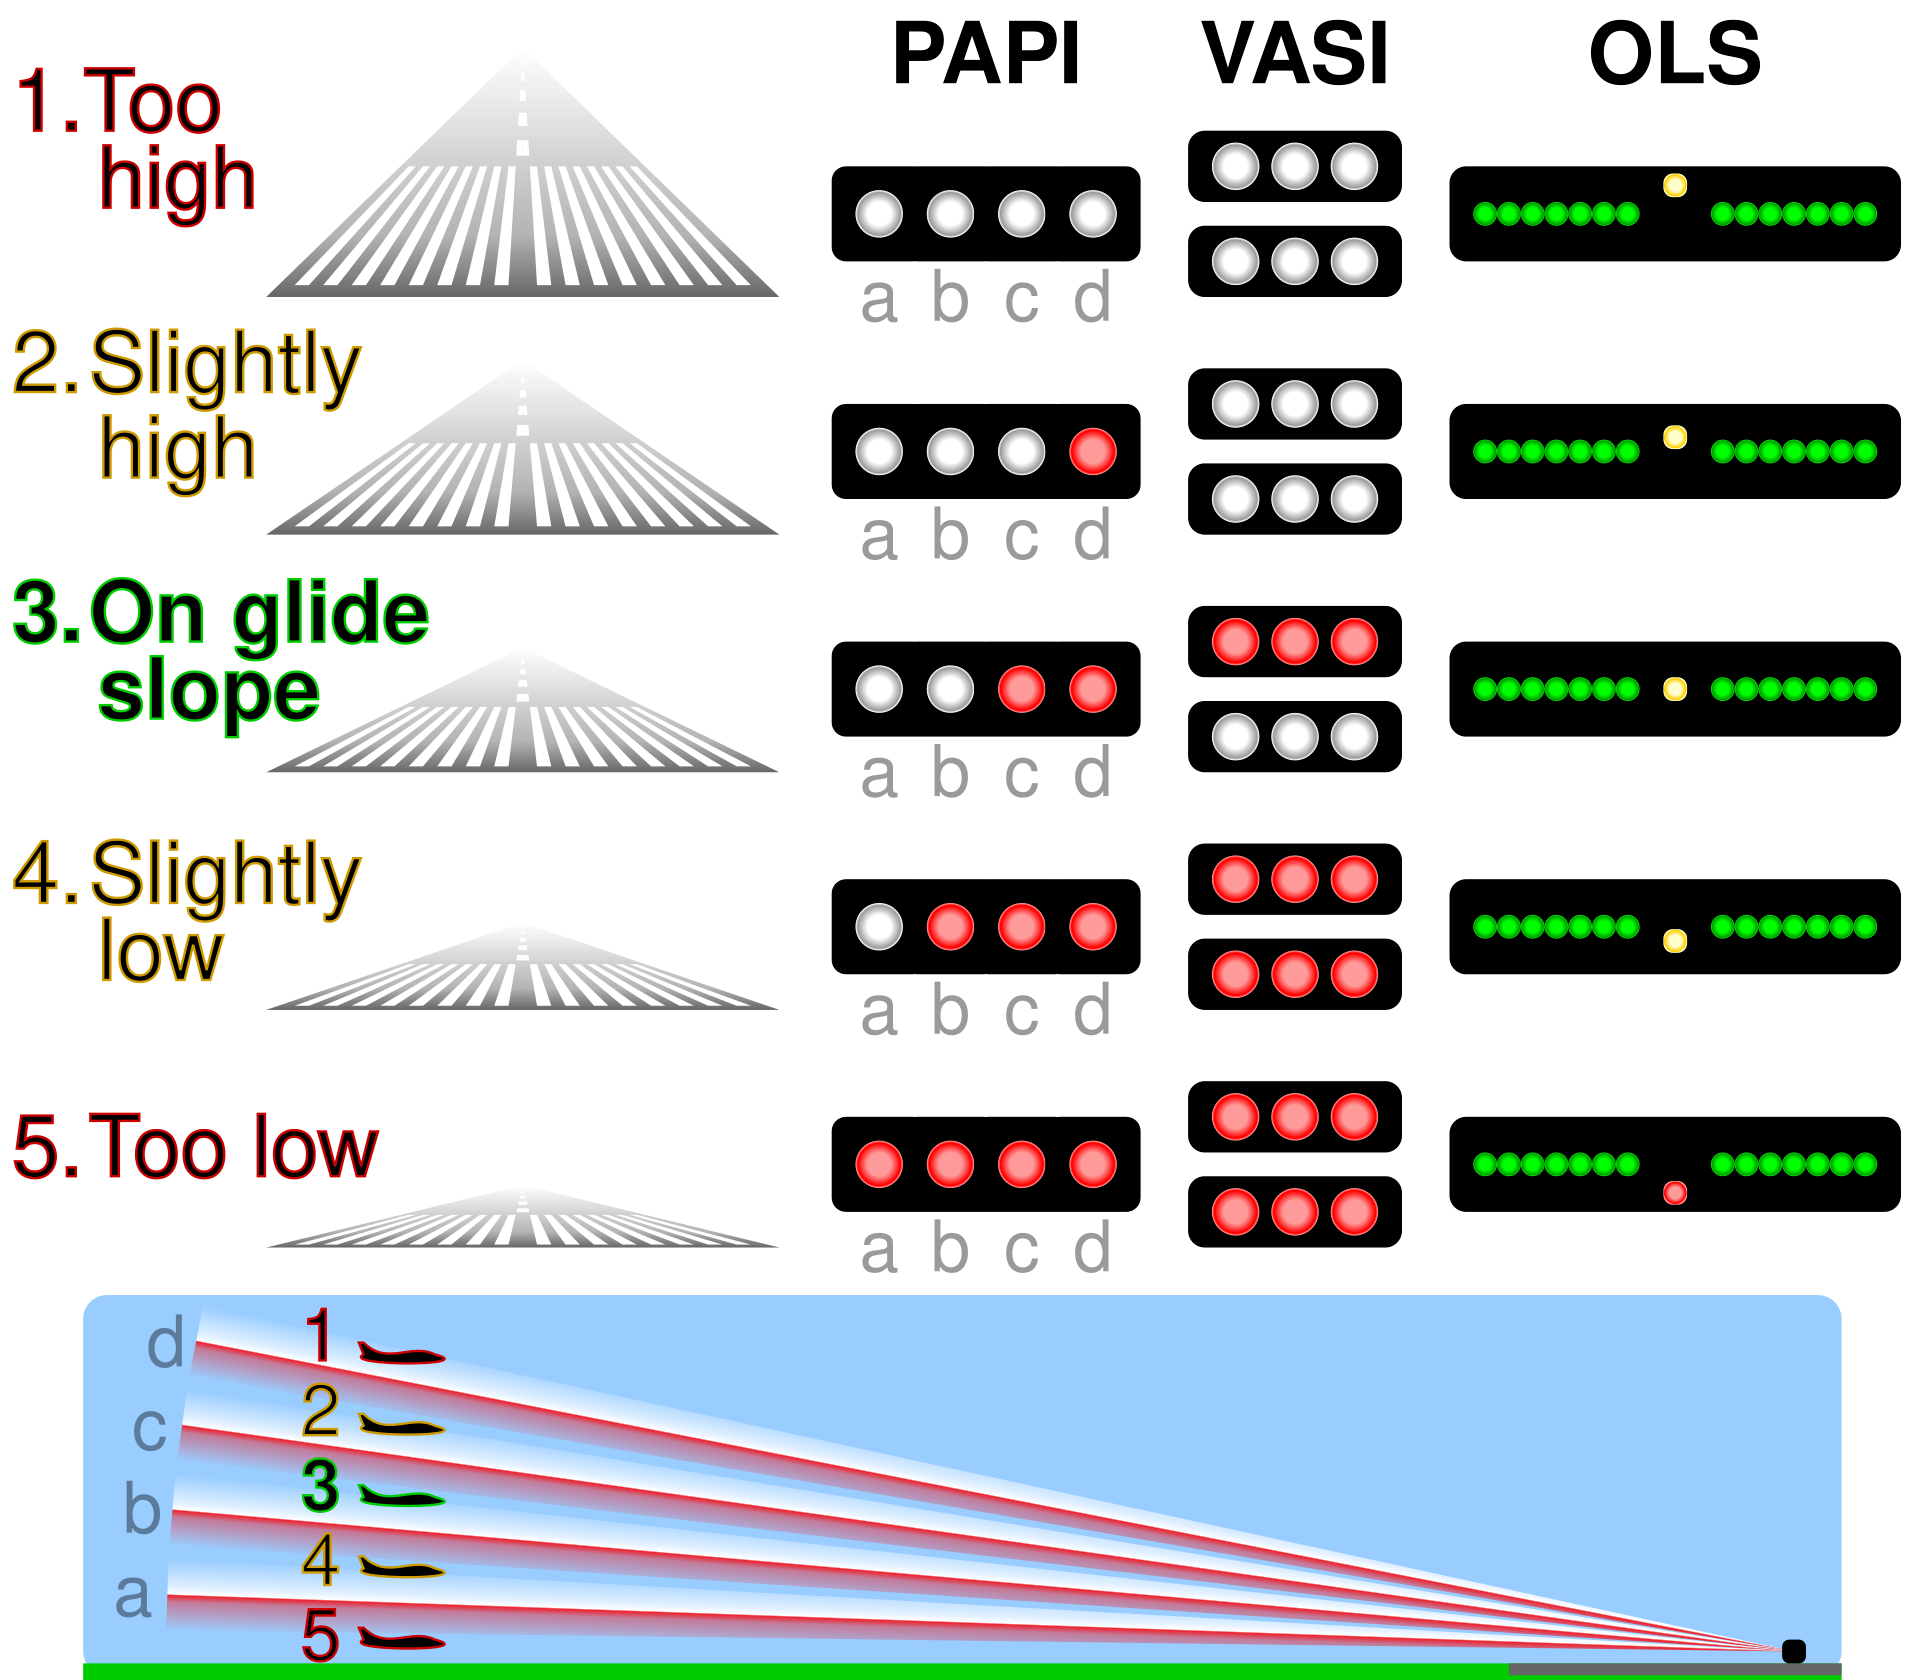 PAPI VASI OLS
1. Too
high
a b c d
2. Slightly
high
a b c d
3. On glide
slope
a b c d
4. Slightly
low
a b c d
5. Too low
a b c d
d 1
2
c
3
b
4
a
5